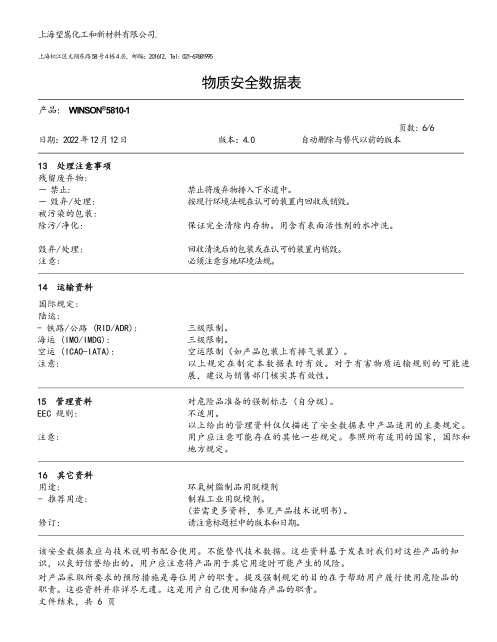 上海望嵩化工和新材料有限公司.
上海松江区文翔东路58号4栋4层, 邮编: 201612, Tel: 021-67681995
物质安全数据表
产品: WINSON®5810-1
页数: 6/6
日期: 2022年12月12日 版本: 4.0 自动删除与替代以前的版本
13 处理注意事项
残留废弃物:
— 禁止: 禁止将废弃物排入下水道中。
— 毁弃/处理: 按现行环境法规在认可的装置内回收或销毁。
被污染的包装:
除污/净化: 保证完全清除内存物。用含有表面活性剂的水冲洗。
毁弃/处理: 回收清洗后的包装或在认可的装置内销毁。
注意: 必须注意当地环境法规。
14 运输资料
国际规定:
陆运:
- 铁路/公路 (RID/ADR): 三级限制。
海运 (IMO/IMDG): 三级限制。
空运 (ICAO-IATA): 空运限制（如产品包装上有排气装置）。
注意: 以上规定在制定本数据表时有效。对于有害物质运输规则的可能进
展，建议与销售部门核实其有效性。
15 管理资料 对危险品准备的强制标志 (自分级)。
EEC 规则: 不适用。
以上给出的管理资料仅仅描述了安全数据表中产品适用的主要规定。
注意: 用户应注意可能存在的其他一些规定。参照所有适用的国家，国际和
地方规定。
16 其它资料
用途: 环氧树脂制品用脱模剂
- 推荐用途: 制鞋工业用脱模剂。
(若需更多资料，参见产品技术说明书)。
修订: 请注意标题栏中的版本和日期。
该安全数据表应与技术说明书配合使用。不能替代技术数据。这些资料基于发表时我们对这些产品的知
识，以良好信誉给出的。用户应注意将产品用于其它用途时可能产生的风险。
对产品采取所要求的预防措施是每位用户的职责。提及强制规定的目的在于帮助用户履行使用危险品的
职责。这些资料并非详尽无遗。这是用户自己使用和储存产品的职责。
文件结束，共 6 页